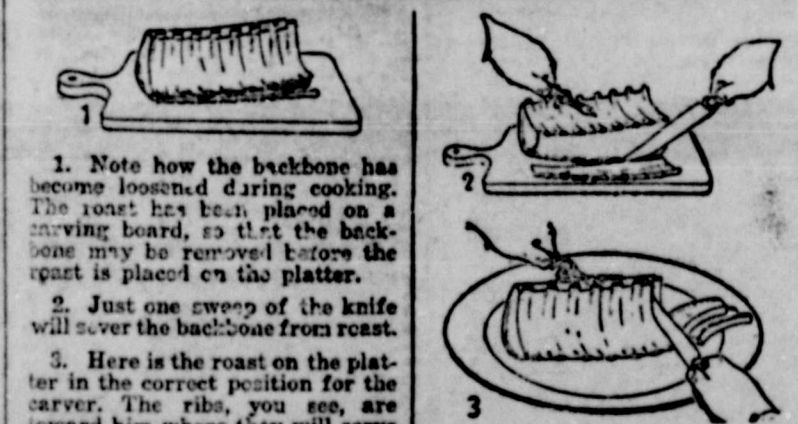 1
1. Note how the backbone has
become loosened during cooking.
The roast has been placed on a
carving board, so that the back-
bone may be removed before the
roast is placed on the platter.
2. Just one sweep of the knife
will sever the backbone from roast.
3. Here is the roast on the plat-
ter in the correct position for the
carver. The ribs, you see, are
2
3